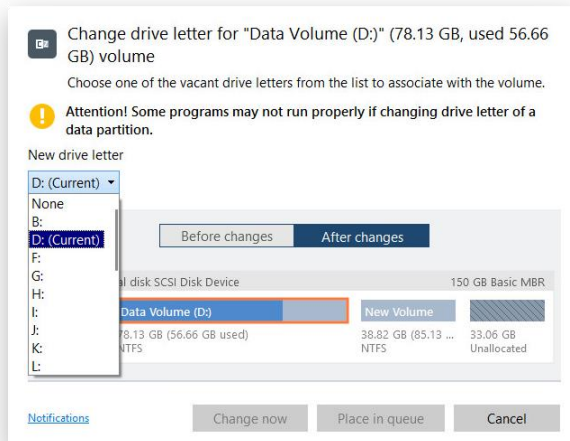 Change drive letter for "Data Volume (D:)" (78.13 GB, used 56.66
GB) volume
Choose one of the vacant drive letters from the list to associate with the volume.
Attention! Some programs may not run properly if changing drive letter of a
data partition.
New drive letter
D: (Current)
None
B:
D: (Current)
F:
G:
H:
I:
J:
K:
L:
Before changes After changes
al disk SCSI Disk Device 150 GB Basic MBR
Data Volume (D:) New Volume
78.13 GB (56.66 GB used) 38.82 GB (85.13 ... 33.06 GB
NTFS NTFS Unallocated
Notifications Change now Place in queue Cancel